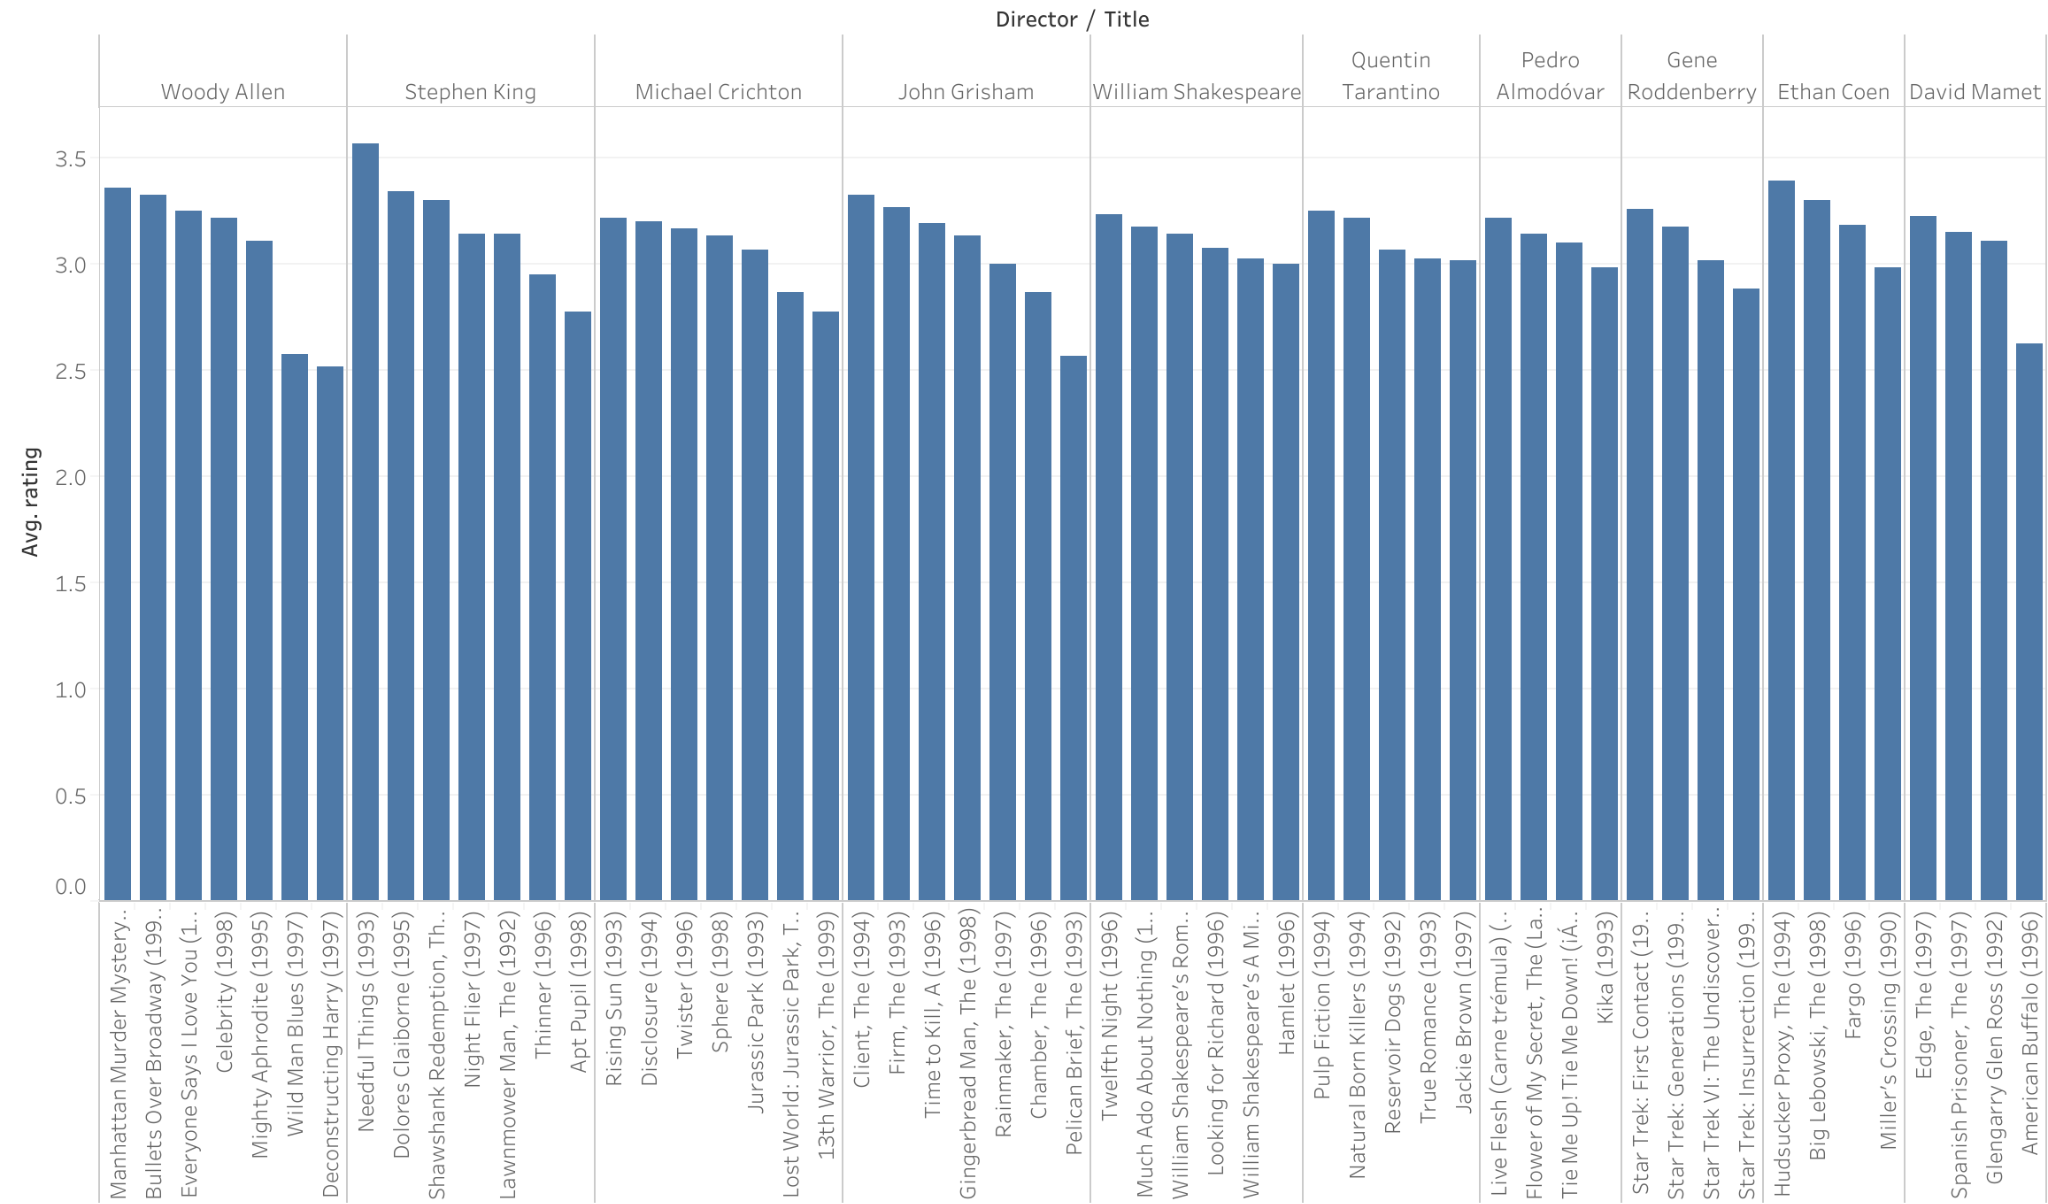 Director / Title
Woody Allen
Stephen King
Michael Crichton
John Grisham
William Shakespeare
Quentin
Tarantino
Pedro
Almodóvar
Gene
Roddenberry
Ethan Coen
David Mamet
Avg. rating
3.5
3.0
2.5
2.0
1.5
1.0
0.5
0.0
Manhattan Murder Mystery..
Bullets Over Broadway (199..
Everyone Says I Love You (1..
Celebrity (1998)
Mighty Aphrodite (1995)
Wild Man Blues (1997)
Deconstructing Harry (1997)
Needful Things (1993)
Dolores Claiborne (1995)
Shawshank Redemption, Th..
Night Flier (1997)
Lawnmower Man, The (1992)
Thinner (1996)
Apt Pupil (1998)
Rising Sun (1993)
Disclosure (1994)
Twister (1996)
Sphere (1998)
Jurassic Park (1993)
Lost World: Jurassic Park, T..
13th Warrior, The (1999)
Client, The (1994)
Firm, The (1993)
Time to Kill, A (1996)
Gingerbread Man, The (1998)
Rainmaker, The (1997)
Chamber, The (1996)
Pelican Brief, The (1993)
Twelfth Night (1996)
Much Ado About Nothing (1..
William Shakespeare's Rom..
Looking for Richard (1996)
William Shakespeare's A Mi..
Hamlet (1996)
Pulp Fiction (1994)
Natural Born Killers (1994)
Reservoir Dogs (1992)
True Romance (1993)
Jackie Brown (1997)
Live Flesh (Carne trémula) (..
Flower of My Secret, The (La..
Tie Me Up! Tie Me Down! (¡Á..
Kika (1993)
Star Trek: First Contact (19..
Star Trek: Generations (199..
Star Trek VI: The Undiscover..
Star Trek: Insurrection (199..
Hudsucker Proxy, The (1994)
Big Lebowski, The (1998)
Fargo (1996)
Miller's Crossing (1990)
Edge, The (1997)
Spanish Prisoner, The (1997)
Glengarry Glen Ross (1992)
American Buffalo (1996)